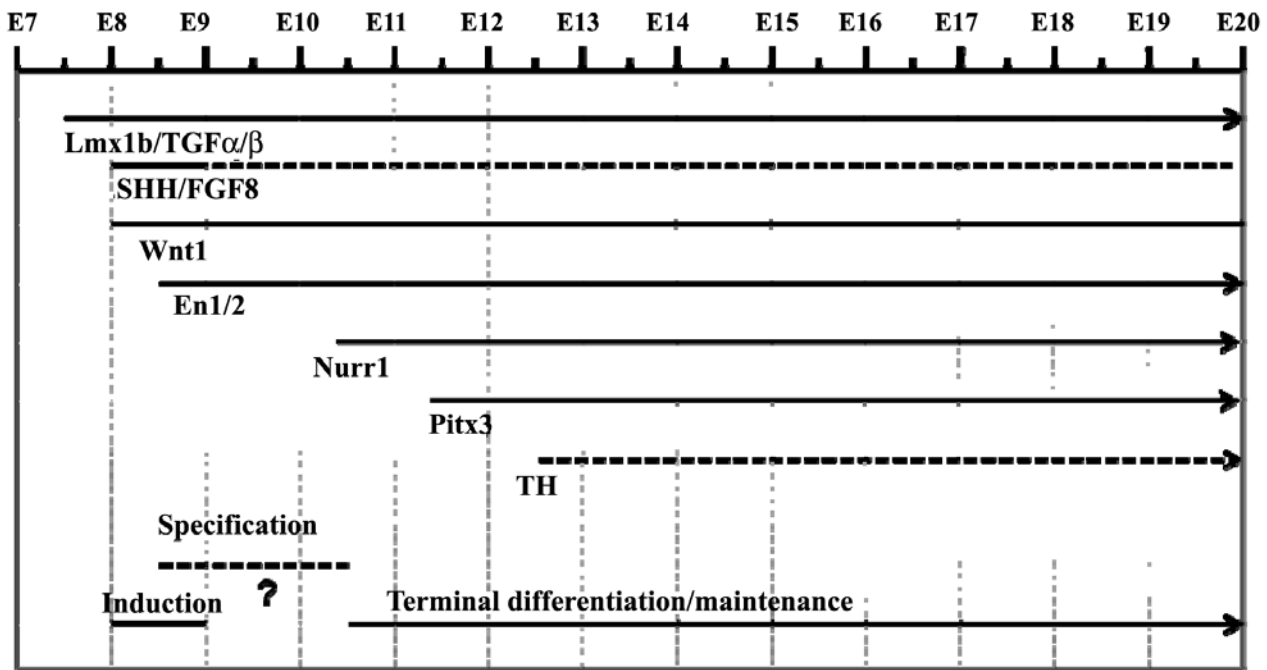 E7 E8 E9 E10 E11 E12 E13 E14 E15 E16 E17 E18 E19 E20
Lmx1b/TGFα/β
SHH/FGF8
Wnt1
En1/2
Nurr1
Pitx3
TH
Specification
?
Induction
Terminal differentiation/maintenance